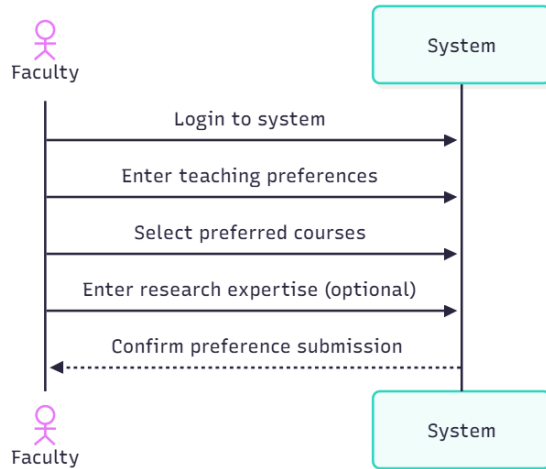 System
Faculty
Login to system
Enter teaching preferences
Select preferred courses
Enter research expertise (optional)
Confirm preference submission
System
Faculty